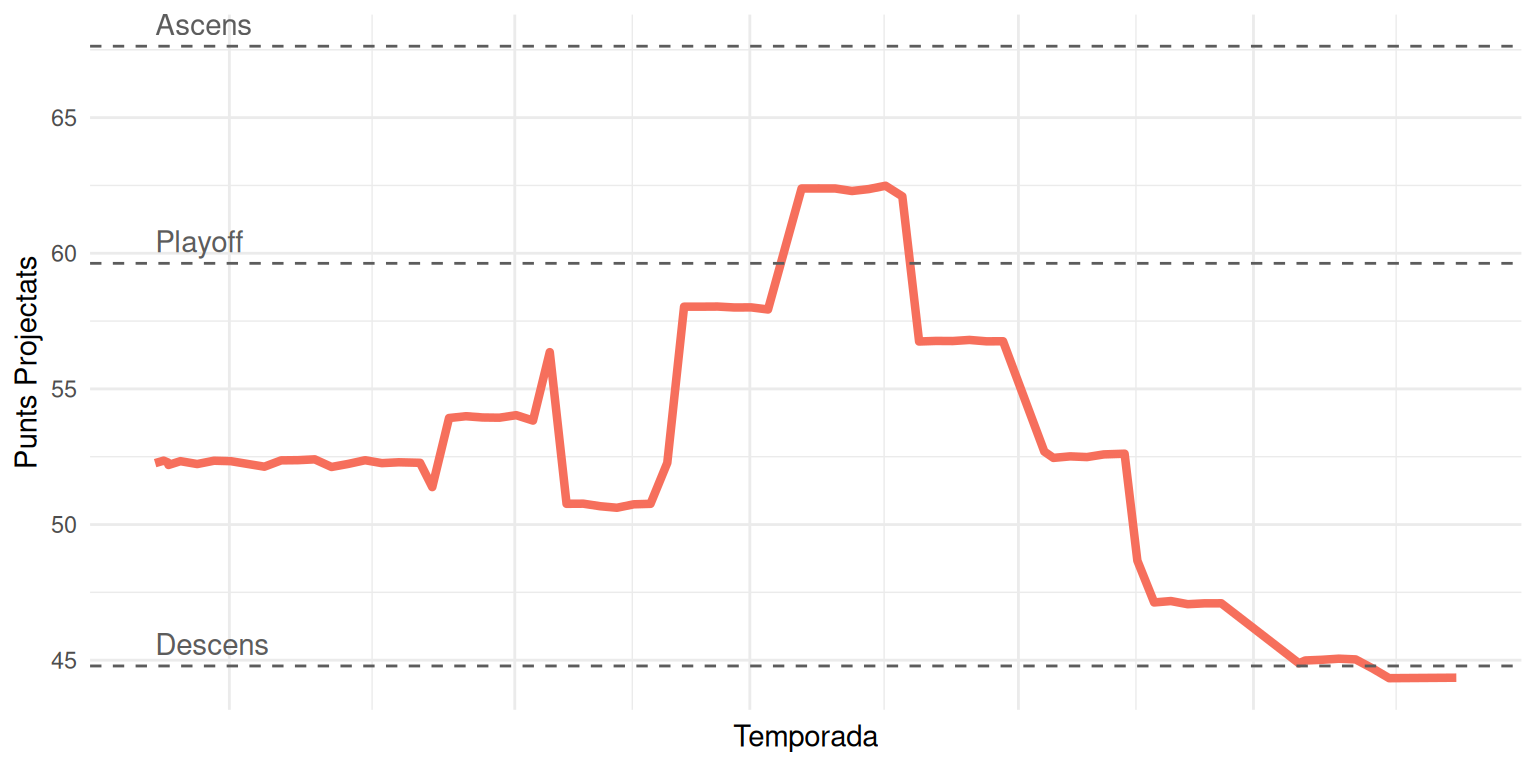 Ascens
65
Playoff
60
55
50
Descens
45
Punts Projectats
Temporada